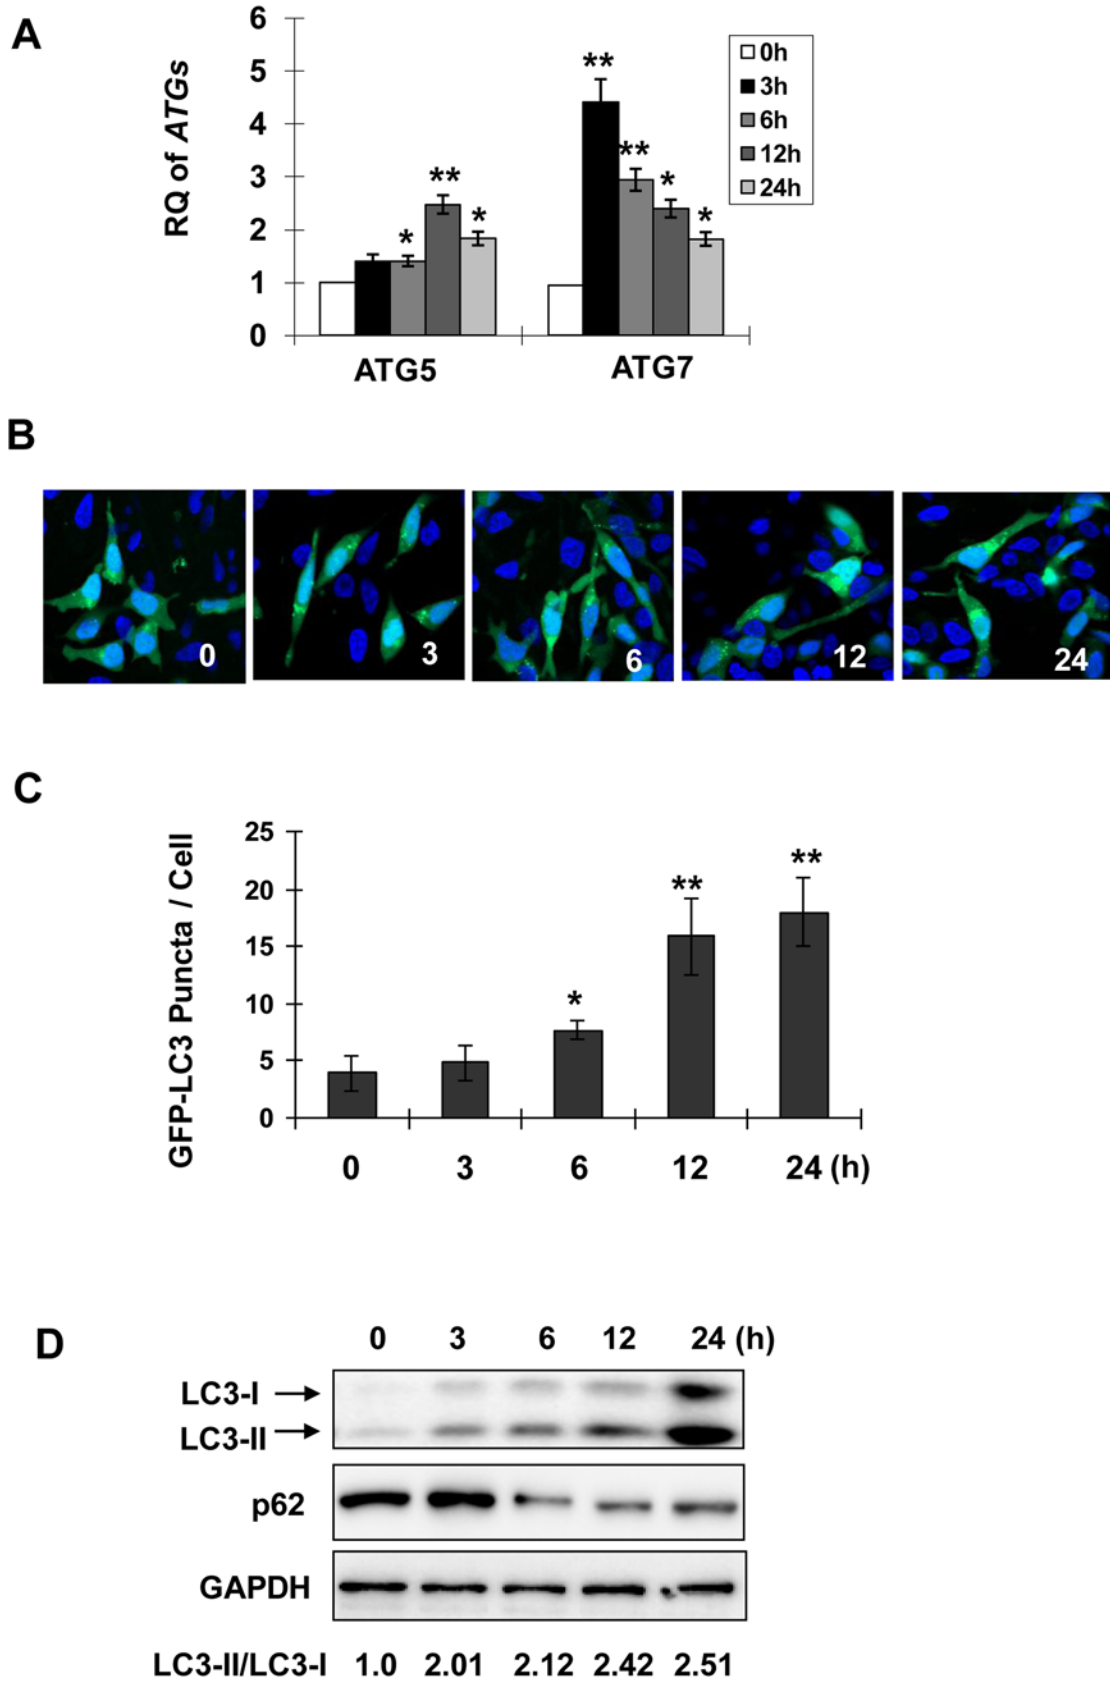 A
RQ of ATGs
6
5
4
3
2
1
0
**
**
*
*
*
**
*
0h
3h
6h
12h
24h
ATG5
ATG7
B
0
3
6
12
24
C
GFP-LC3 Puncta / Cell
25
20
15
10
5
0
*
**
**
0 3 6 12 24 (h)
D
0 3 6 12 24 (h)
LC3-I
LC3-II
p62
GAPDH
LC3-II/LC3-I 1.0 2.01 2.12 2.42 2.51